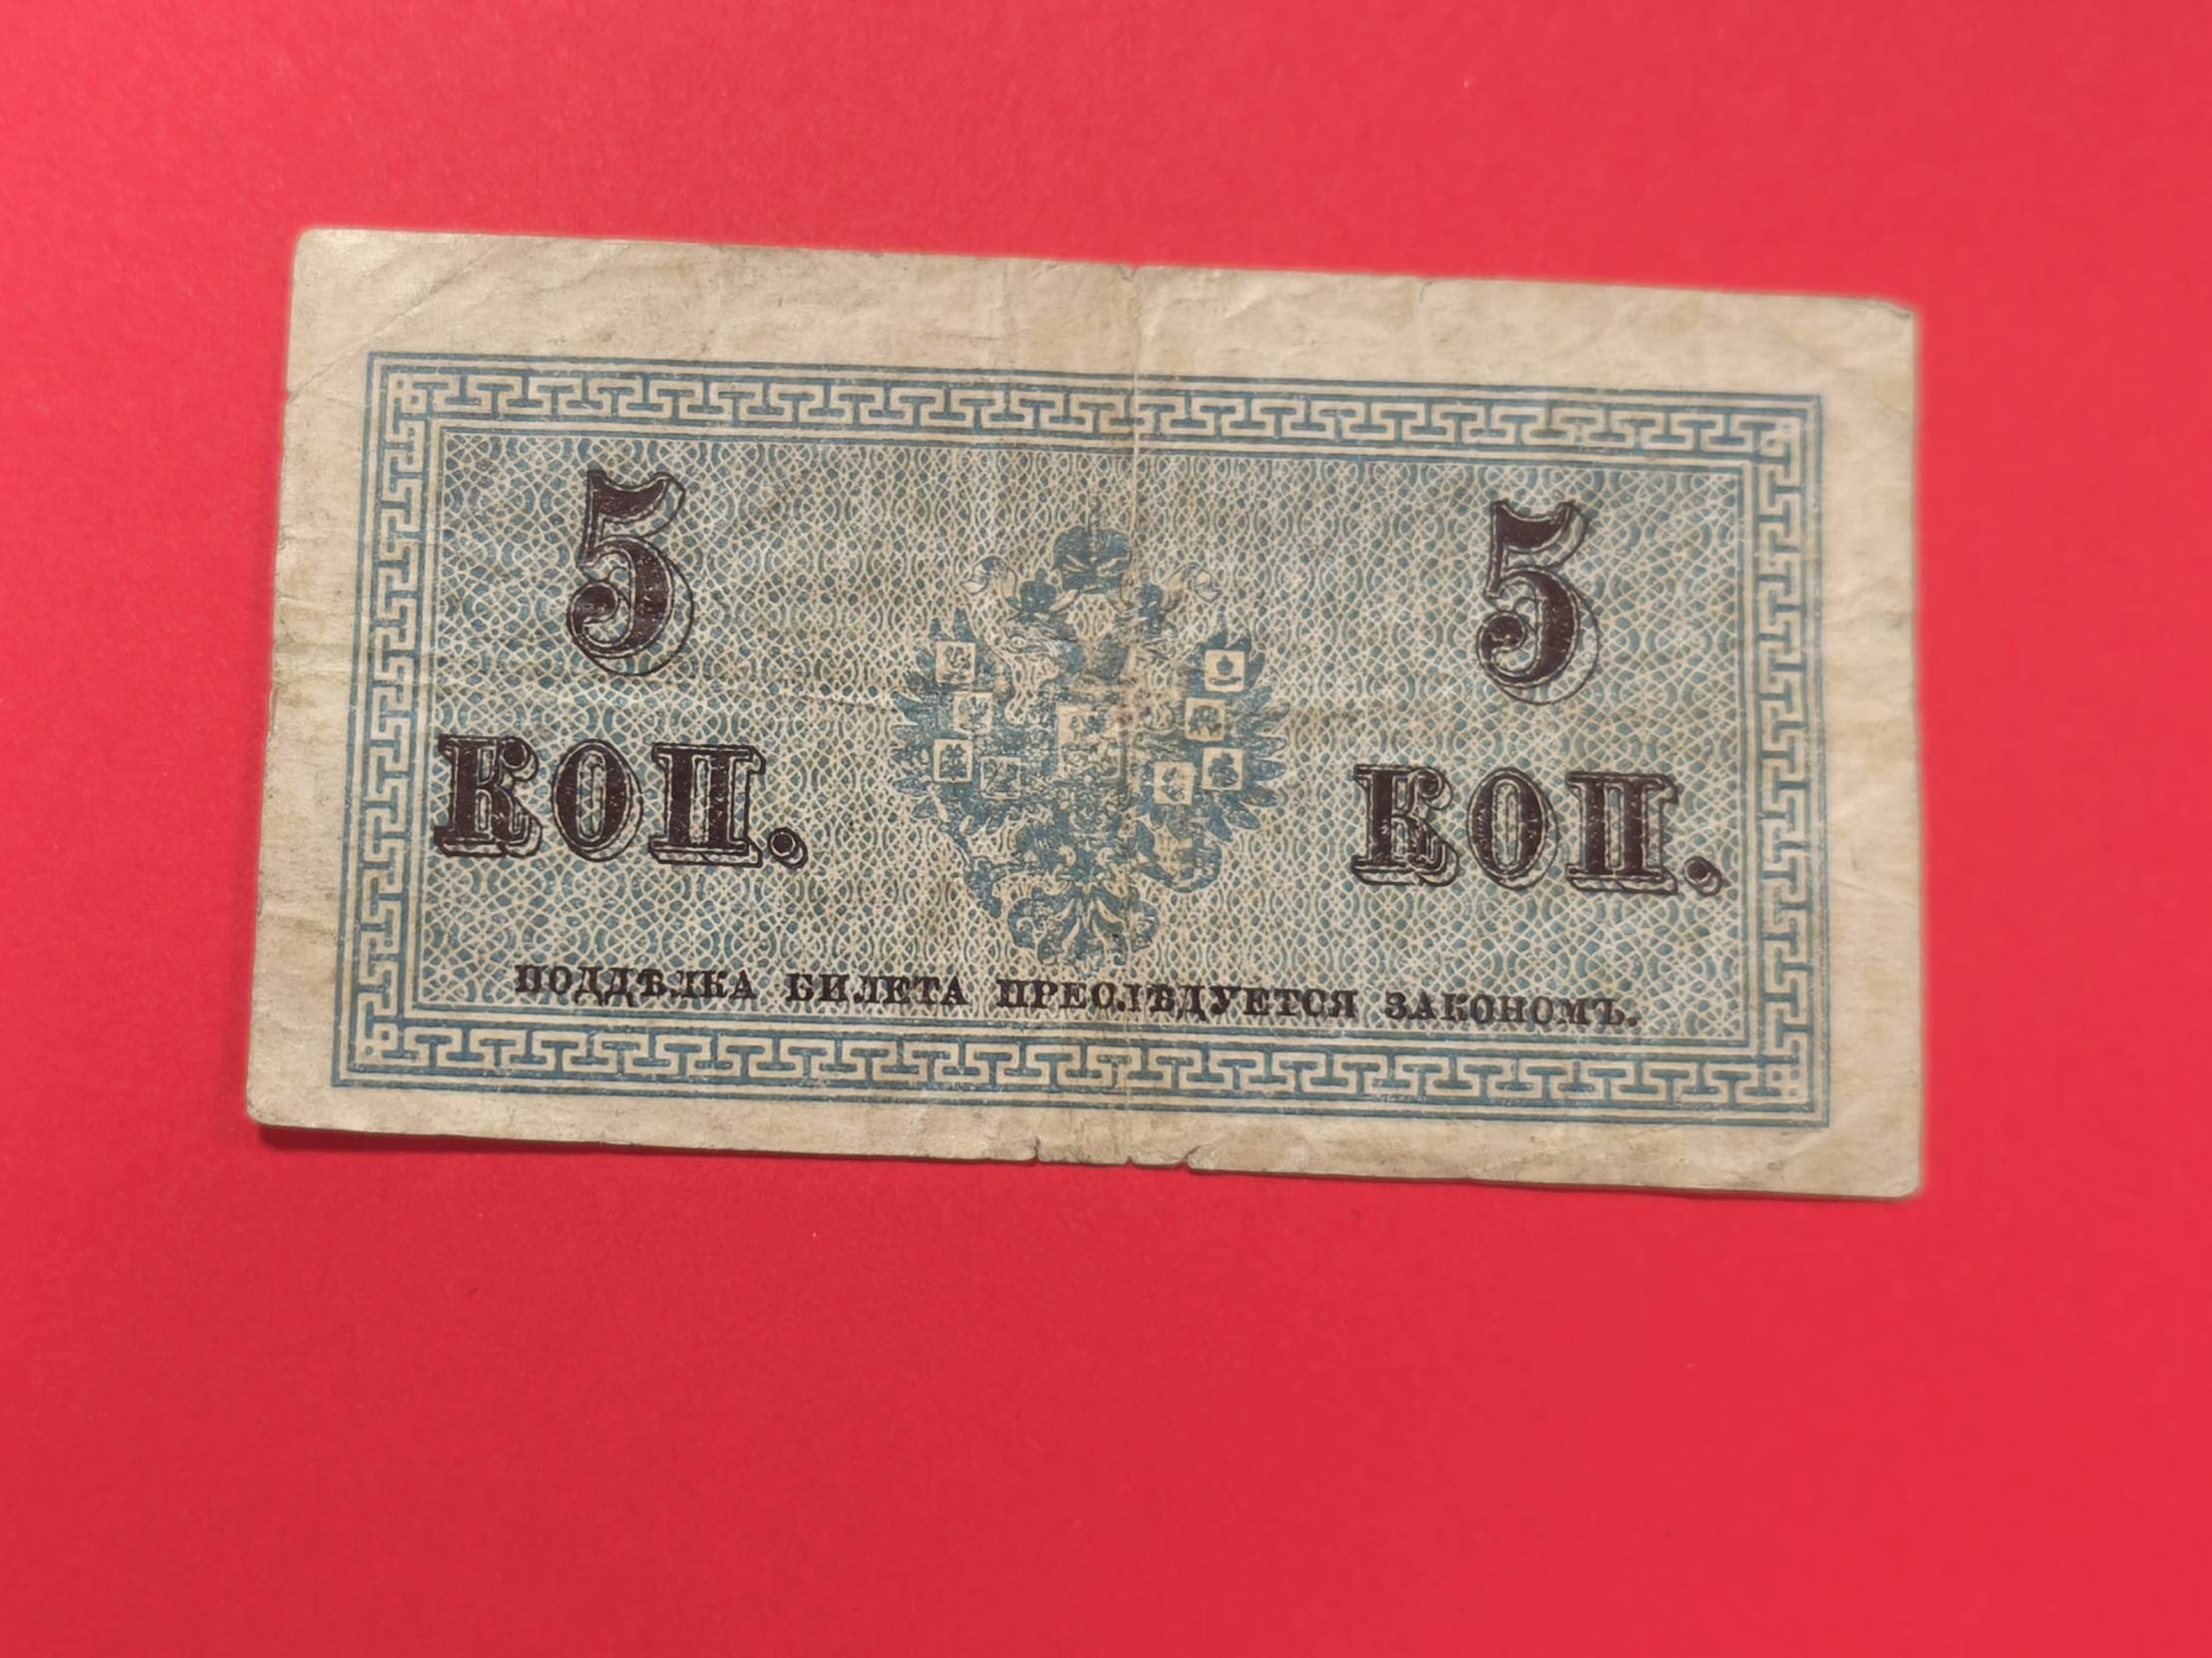 5 5
КОП. КОП.
ПОДДѢЛКА БИЛЕТА ПРЕСЛѢДУЕТСЯ ЗАКОНОМЪ.